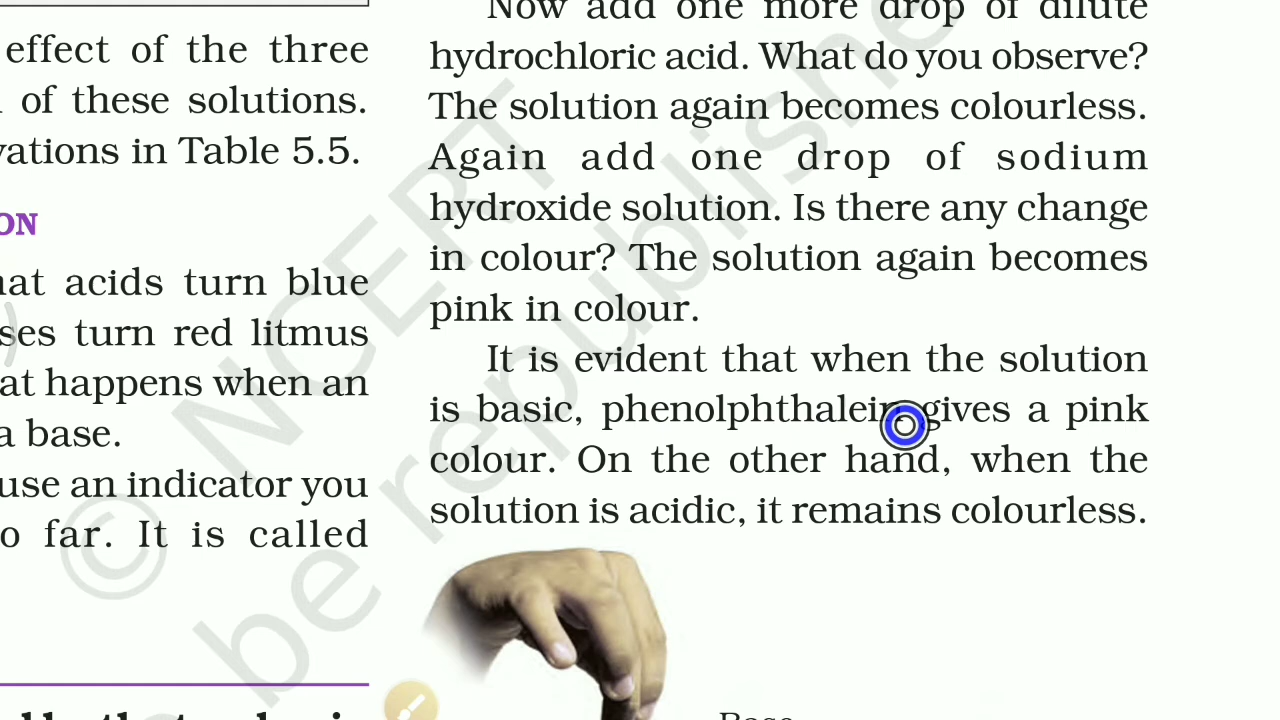 effect of the three
of these solutions.
vations in Table 5.5.
ON
hat acids turn blue
ses turn red litmus
at happens when an
a base.
use an indicator you
o far. It is called
Now add one more drop of dilute
hydrochloric acid. What do you observe?
The solution again becomes colourless.
Again add one drop of sodium
hydroxide solution. Is there any change
in colour? The solution again becomes
pink in colour.
It is evident that when the solution
is basic, phenolphthalein gives a pink
colour. On the other hand, when the
solution is acidic, it remains colourless.
Base
© NCERT
be republishe